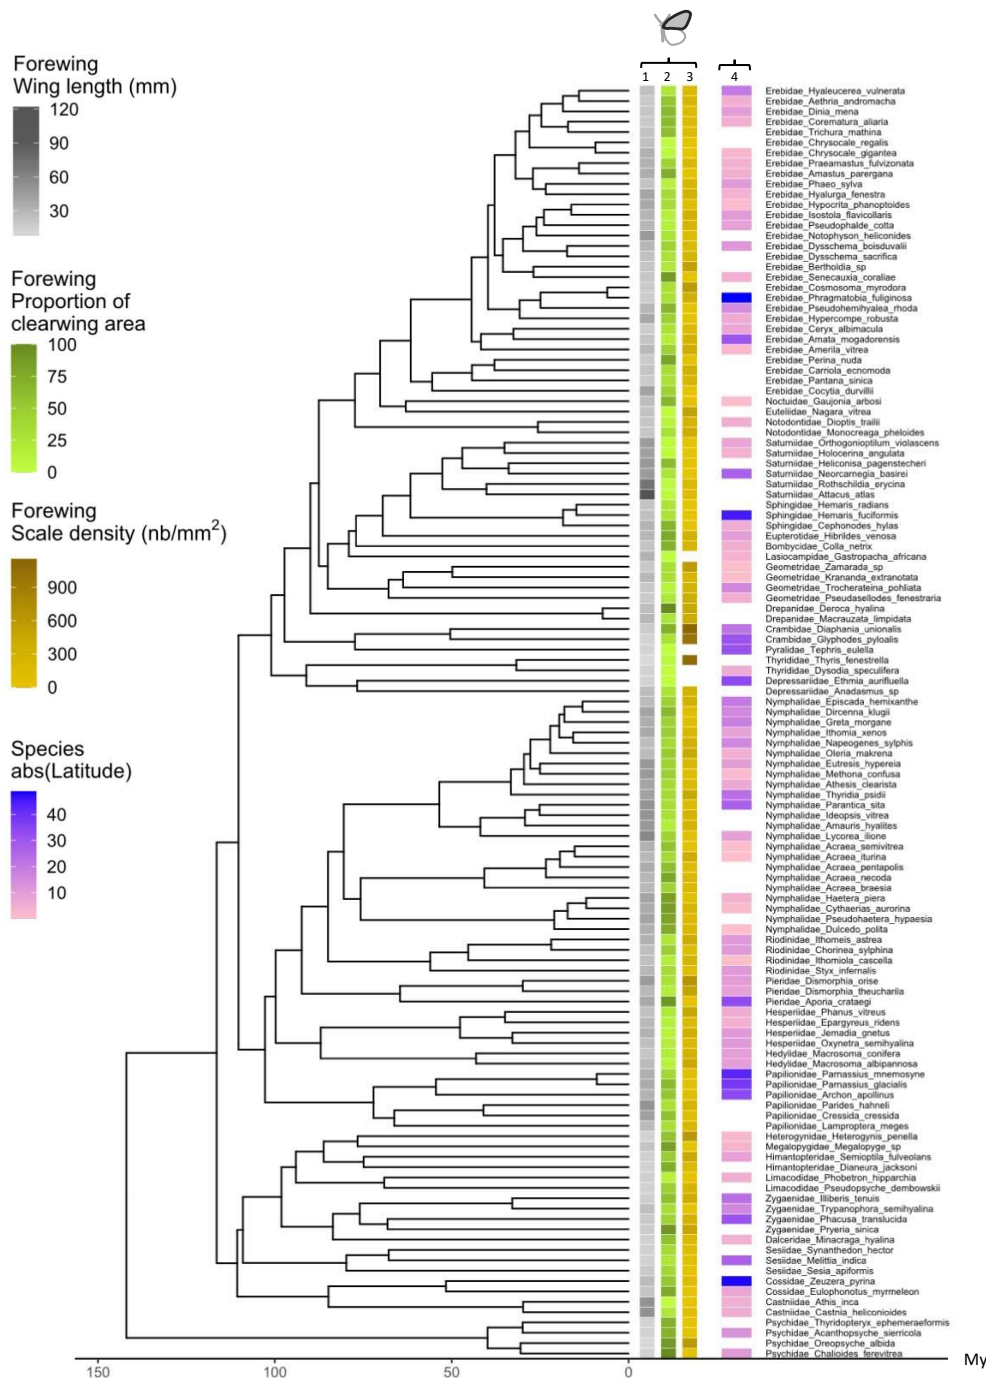 Forewing
Wing length (mm)
120
90
60
30
Forewing
Proportion of
clearwing area
100
75
50
25
0
Forewing
Scale density (nb/mm²)
900
600
300
0
Species
abs(Latitude)
40
30
20
10
1 2 3 4
Erebidae_Hyaleucerea_vulnerata
Erebidae_Aethria_andromacha
Erebidae_Dinia_mena
Erebidae_Corematura_aliaria
Erebidae_Trichura_mathina
Erebidae_Chrysocale_regalis
Erebidae_Chrysocale_gigantea
Erebidae_Praeamastus_fulvizonata
Erebidae_Amastus_parergana
Erebidae_Phaeo_sylva
Erebidae_Hyalurga_fenestra
Erebidae_Hypocrita_phanoptoides
Erebidae_Isostola_flavicollaris
Erebidae_Pseudophalde_cotta
Erebidae_Notophyson_heliconides
Erebidae_Dysschema_boisduvalii
Erebidae_Dysschema_sacrifica
Erebidae_Bertholdia_sp
Erebidae_Senecauxia_coraliae
Erebidae_Cosmosoma_myrodora
Erebidae_Phragmatobia_fuliginosa
Erebidae_Pseudohemihyalea_rhoda
Erebidae_Hypercompe_robusta
Erebidae_Ceryx_albimacula
Erebidae_Amata_mogadorensis
Erebidae_Amerila_vitrea
Erebidae_Perina_nuda
Erebidae_Carriola_ecnomoda
Erebidae_Pantana_sinica
Erebidae_Cocytia_durvillii
Noctuidae_Gaujonia_arbosi
Euteliidae_Nagara_vitrea
Notodontidae_Dioptis_trailii
Notodontidae_Monocreaga_pheloides
Saturniidae_Orthogonioptilum_violascens
Saturniidae_Holocerina_angulata
Saturniidae_Heliconisa_pagenstecheri
Saturniidae_Neorcarnegia_basirei
Saturniidae_Rothschildia_erycina
Saturniidae_Attacus_atlas
Sphingidae_Hemaris_radians
Sphingidae_Hemaris_fuciformis
Sphingidae_Cephonodes_hylas
Eupterotidae_Hibrildes_venosa
Bombycidae_Colla_netrix
Lasiocampidae_Gastropacha_africana
Geometridae_Zamarada_sp
Geometridae_Krananda_extranotata
Geometridae_Trocherateina_pohliata
Geometridae_Pseudasellodes_fenestraria
Drepanidae_Deroca_hyalina
Drepanidae_Macrauzata_limpidata
Crambidae_Diaphania_unionalis
Crambidae_Glyphodes_pyloalis
Pyralidae_Tephris_eulella
Thyrididae_Thyris_fenestrella
Thyrididae_Dysodia_speculifera
Depressariidae_Ethmia_aurifluella
Depressariidae_Anadasmus_sp
Nymphalidae_Episcada_hemixanthe
Nymphalidae_Dircenna_klugii
Nymphalidae_Greta_morgane
Nymphalidae_Ithomia_xenos
Nymphalidae_Napeogenes_sylphis
Nymphalidae_Oleria_makrena
Nymphalidae_Eutresis_hypereia
Nymphalidae_Methona_confusa
Nymphalidae_Athesis_clearista
Nymphalidae_Thyridia_psidii
Nymphalidae_Parantica_sita
Nymphalidae_Ideopsis_vitrea
Nymphalidae_Amauris_hyalites
Nymphalidae_Lycorea_ilione
Nymphalidae_Acraea_semivitrea
Nymphalidae_Acraea_iturina
Nymphalidae_Acraea_pentapolis
Nymphalidae_Acraea_necoda
Nymphalidae_Acraea_braesia
Nymphalidae_Haetera_piera
Nymphalidae_Cythaerias_aurorina
Nymphalidae_Pseudohaetera_hypaesia
Nymphalidae_Dulcedo_polita
Riodinidae_Ithomeis_astrea
Riodinidae_Chorinea_sylphina
Riodinidae_Ithomiola_cascella
Riodinidae_Styx_infernalis
Pieridae_Dismorphia_orise
Pieridae_Dismorphia_theucharila
Pieridae_Aporia_crataegi
Hesperiidae_Phanus_vitreus
Hesperiidae_Epargyreus_ridens
Hesperiidae_Jemadia_gnetus
Hesperiidae_Oxynetra_semihyalina
Hedylidae_Macrosoma_conifera
Hedylidae_Macrosoma_albipannosa
Papilionidae_Parnassius_mnemosyne
Papilionidae_Parnassius_glacialis
Papilionidae_Archon_apollinus
Papilionidae_Parides_hahneli
Papilionidae_Cressida_cressida
Papilionidae_Lamproptera_meges
Heterogynidae_Heterogynis_penella
Megalopygidae_Megalopyge_sp
Himantopteridae_Semioptila_fulveolans
Himantopteridae_Dianeura_jacksoni
Limacodidae_Phobetron_hipparchia
Limacodidae_Pseudopsyche_dembowskii
Zygaenidae_Illiberis_tenuis
Zygaenidae_Trypanophora_semihyalina
Zygaenidae_Phacusa_translucida
Zygaenidae_Pryeria_sinica
Dalceridae_Minacraga_hyalina
Sesiidae_Synanthedon_hector
Sesiidae_Melittia_indica
Sesiidae_Sesia_apiformis
Cossidae_Zeuzera_pyrina
Cossidae_Eulophonotus_myrmeleon
Castniidae_Athis_inca
Castniidae_Castnia_heliconioides
Psychidae_Thyridopteryx_ephemeraeformis
Psychidae_Acanthopsyche_sierricola
Psychidae_Oreopsyche_albida
Psychidae_Chalioides_ferevitrea
150 100 50 0 My